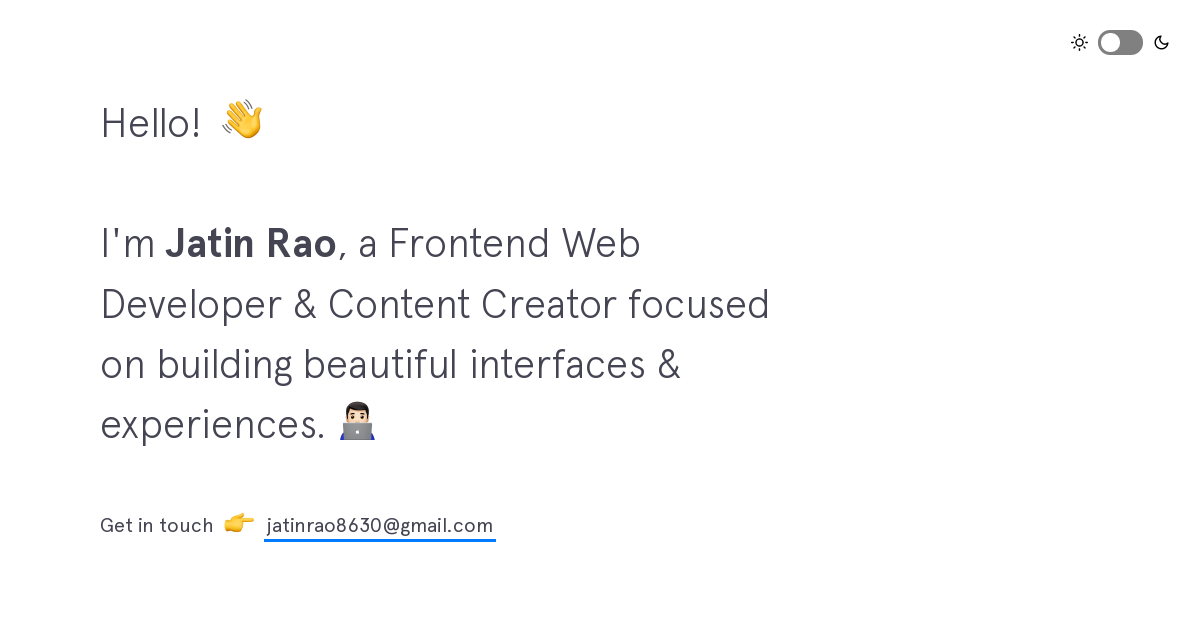 Hello! 👋
I'm Jatin Rao, a Frontend Web
Developer & Content Creator focused
on building beautiful interfaces &
experiences. 👨🏻‍💻
Get in touch 👉 jatinrao8630@gmail.com